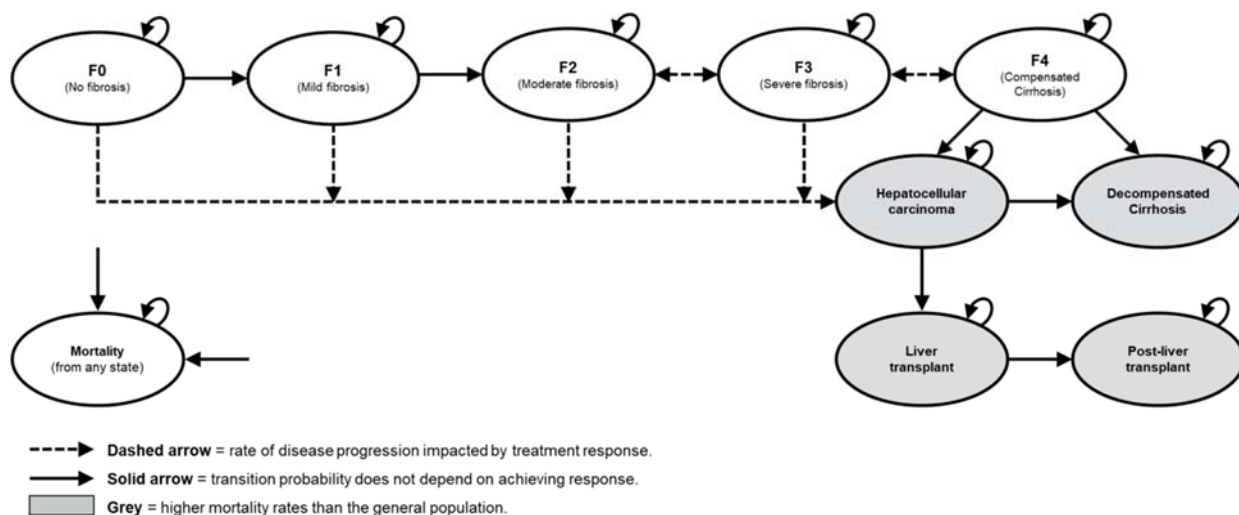 F0
(No fibrosis)
F1
(Mild fibrosis)
F2
(Moderate fibrosis)
F3
(Severe fibrosis)
F4
(Compensated
Cirrhosis)
Hepatocellular
carcinoma
Decompensated
Cirrhosis
Mortality
(from any state)
Liver
transplant
Post-liver
transplant
Dashed arrow = rate of disease progression impacted by treatment response.
Solid arrow = transition probability does not depend on achieving response.
Grey = higher mortality rates than the general population.